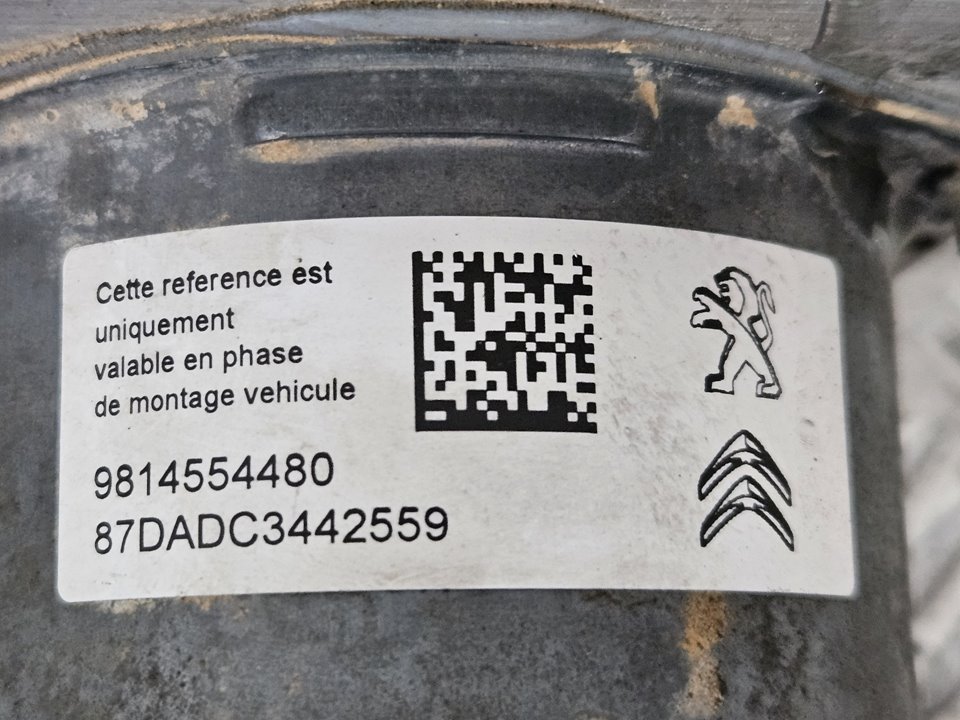 Cette reference est
uniquement
valable en phase
de montage vehicule
9814554480
87DADC3442559